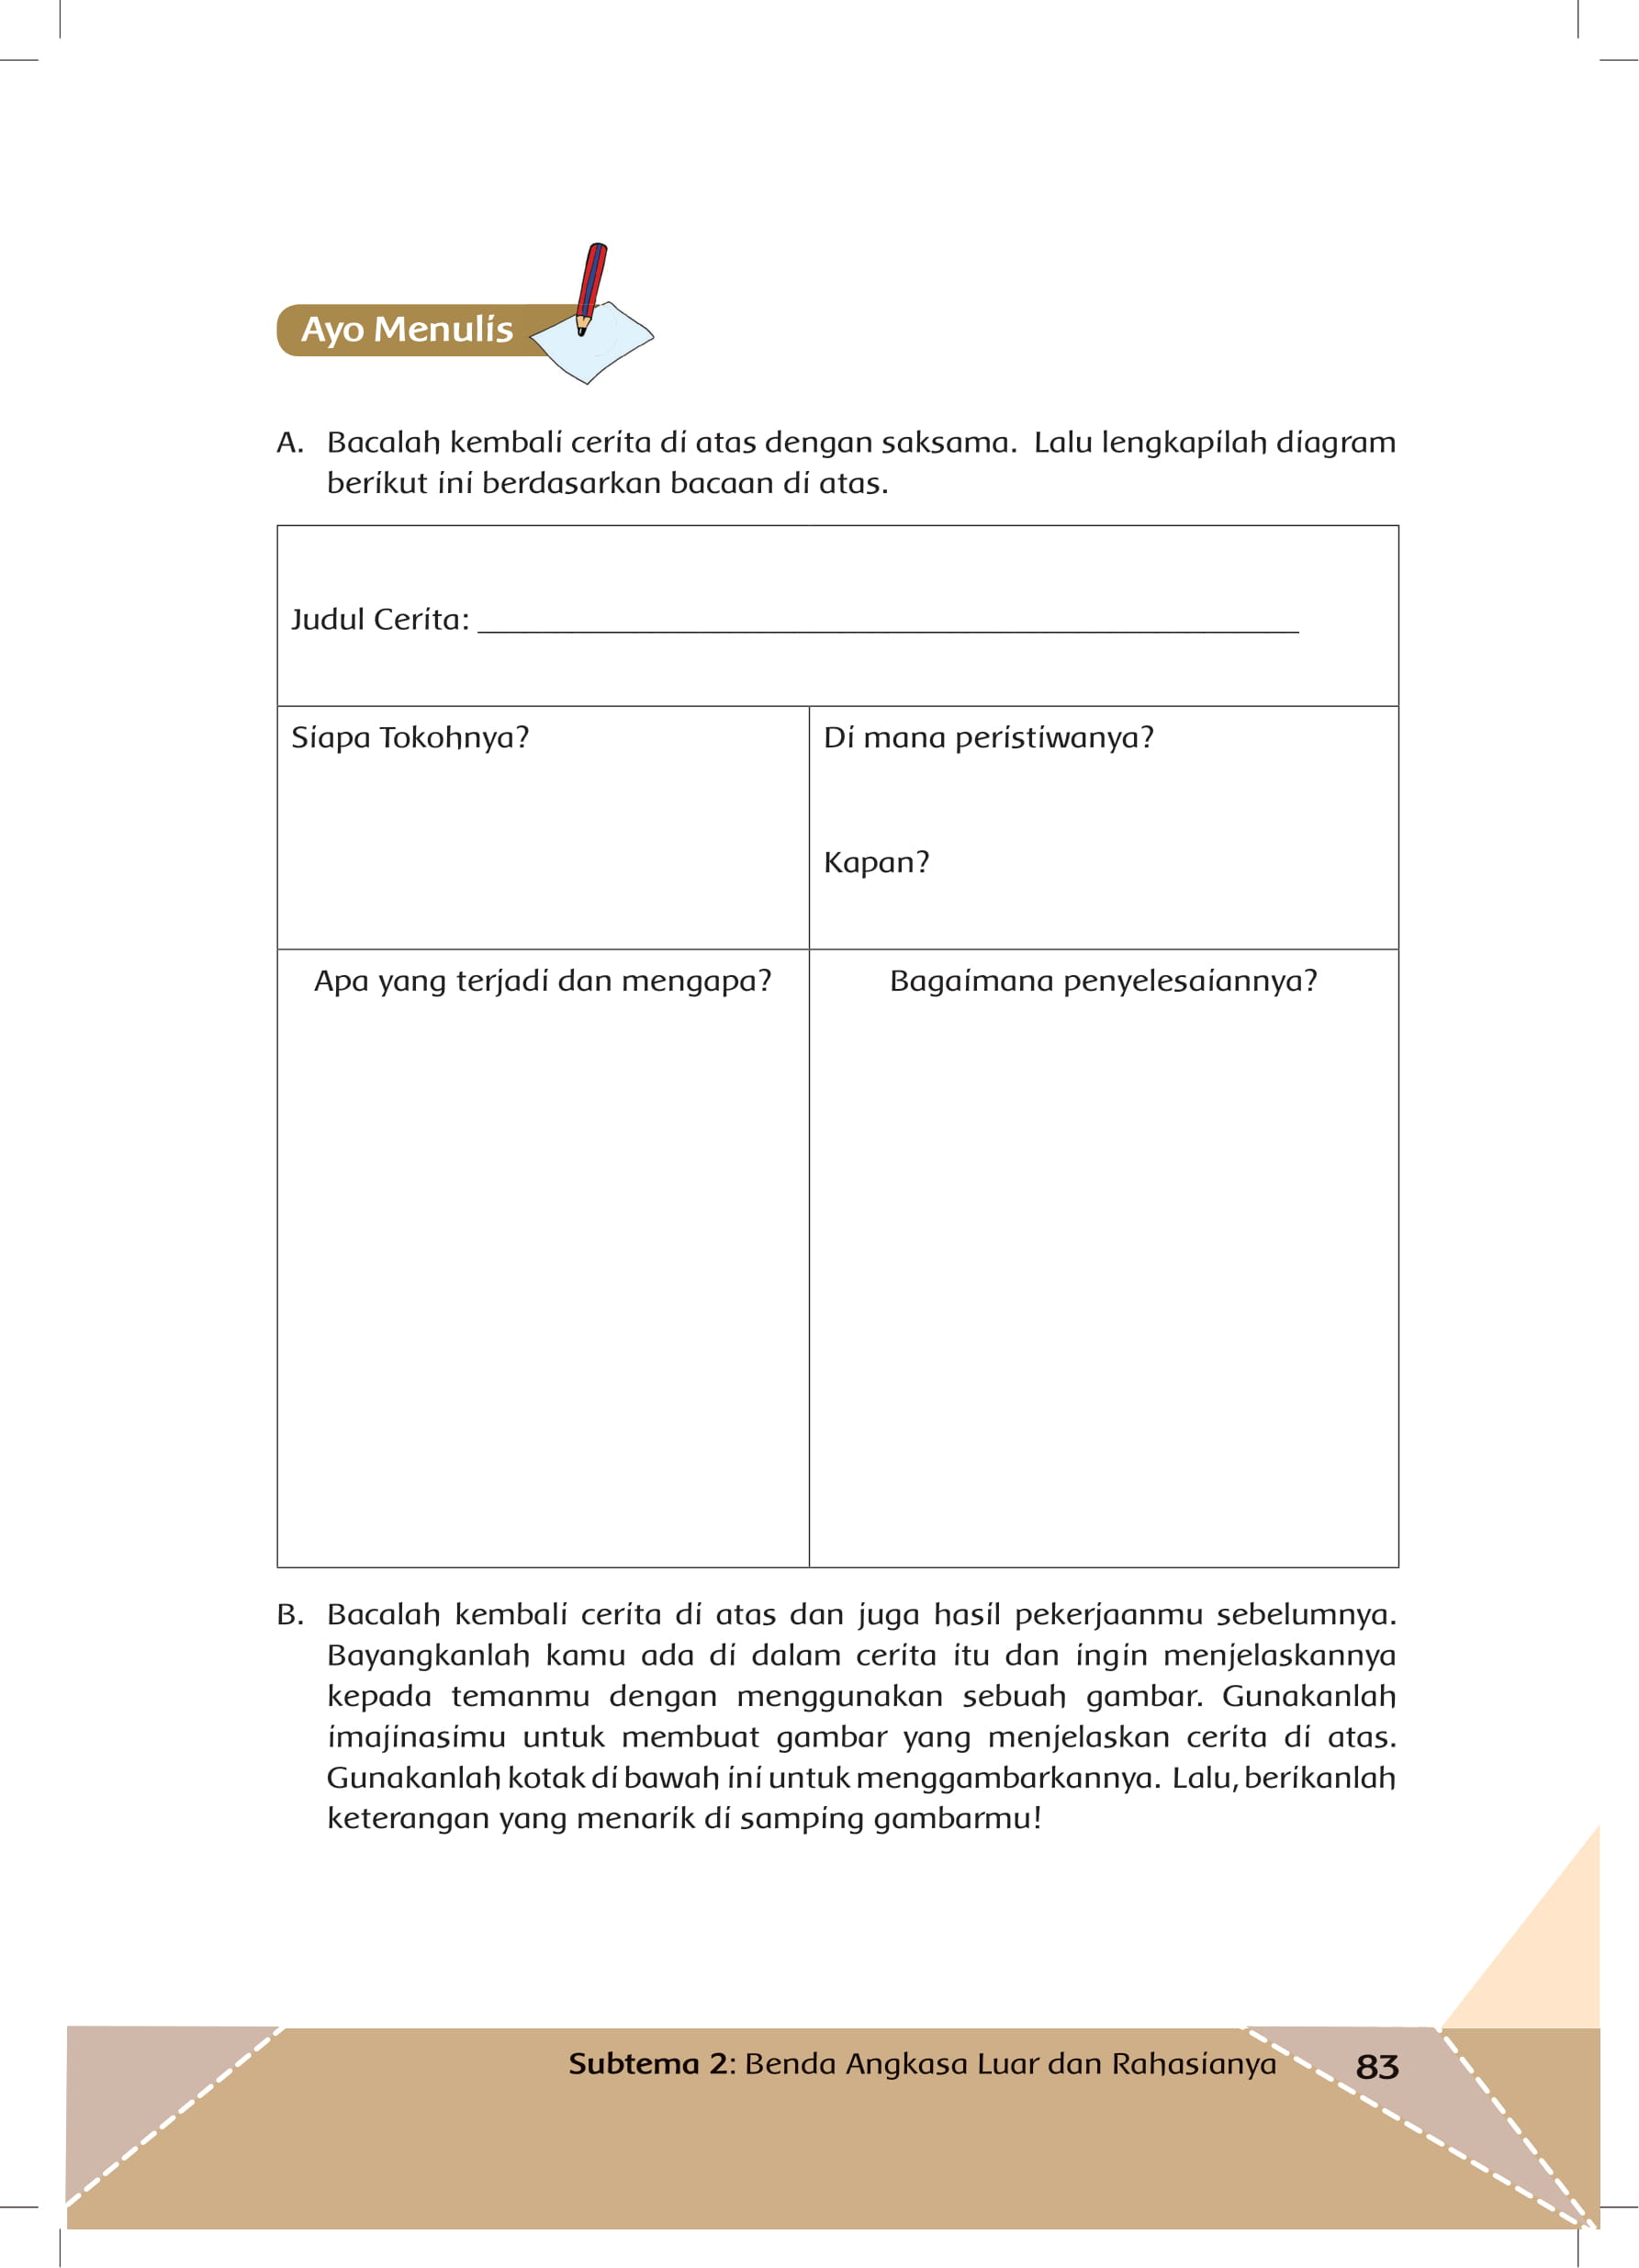 Ayo Menulis
A. Bacalah kembali cerita di atas dengan saksama. Lalu lengkapilah diagram
berikut ini berdasarkan bacaan di atas.
Judul Cerita: ____________________
Siapa Tokohnya?
Di mana peristiwanya?
Kapan?
Apa yang terjadi dan mengapa?
Bagaimana penyelesaiannya?
B. Bacalah kembali cerita di atas dan juga hasil pekerjaanmu sebelumnya.
Bayangkanlah kamu ada di dalam cerita itu dan ingin menjelaskannya
kepada temanmu dengan menggunakan sebuah gambar. Gunakanlah
imajinasimu untuk membuat gambar yang menjelaskan cerita di atas.
Gunakanlah kotak di bawah ini untuk menggambarkannya. Lalu, berikanlah
keterangan yang menarik di samping gambarmu!
Subtema 2: Benda Angkasa Luar dan Rahasianya 83